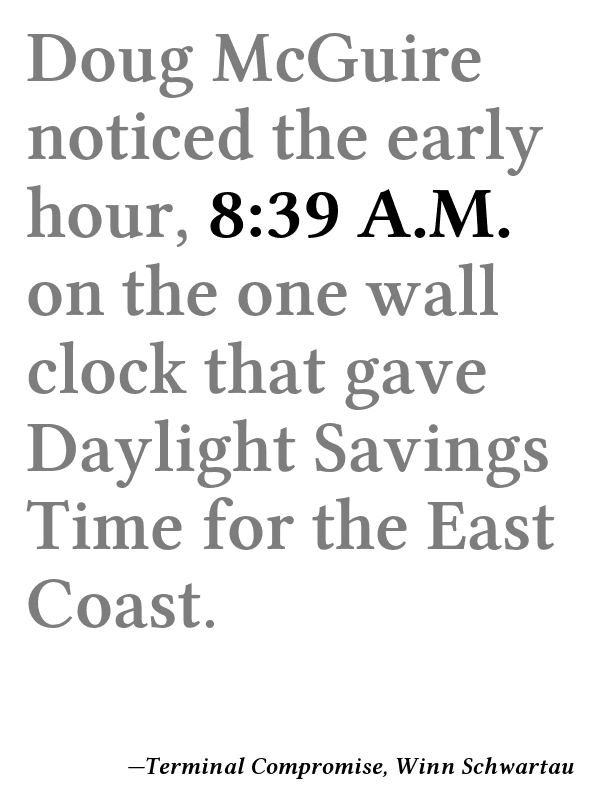 Doug McGuire
noticed the early
hour, 8:39 A.M.
on the one wall
clock that gave
Daylight Savings
Time for the East
Coast.
—Terminal Compromise, Winn Schwartau